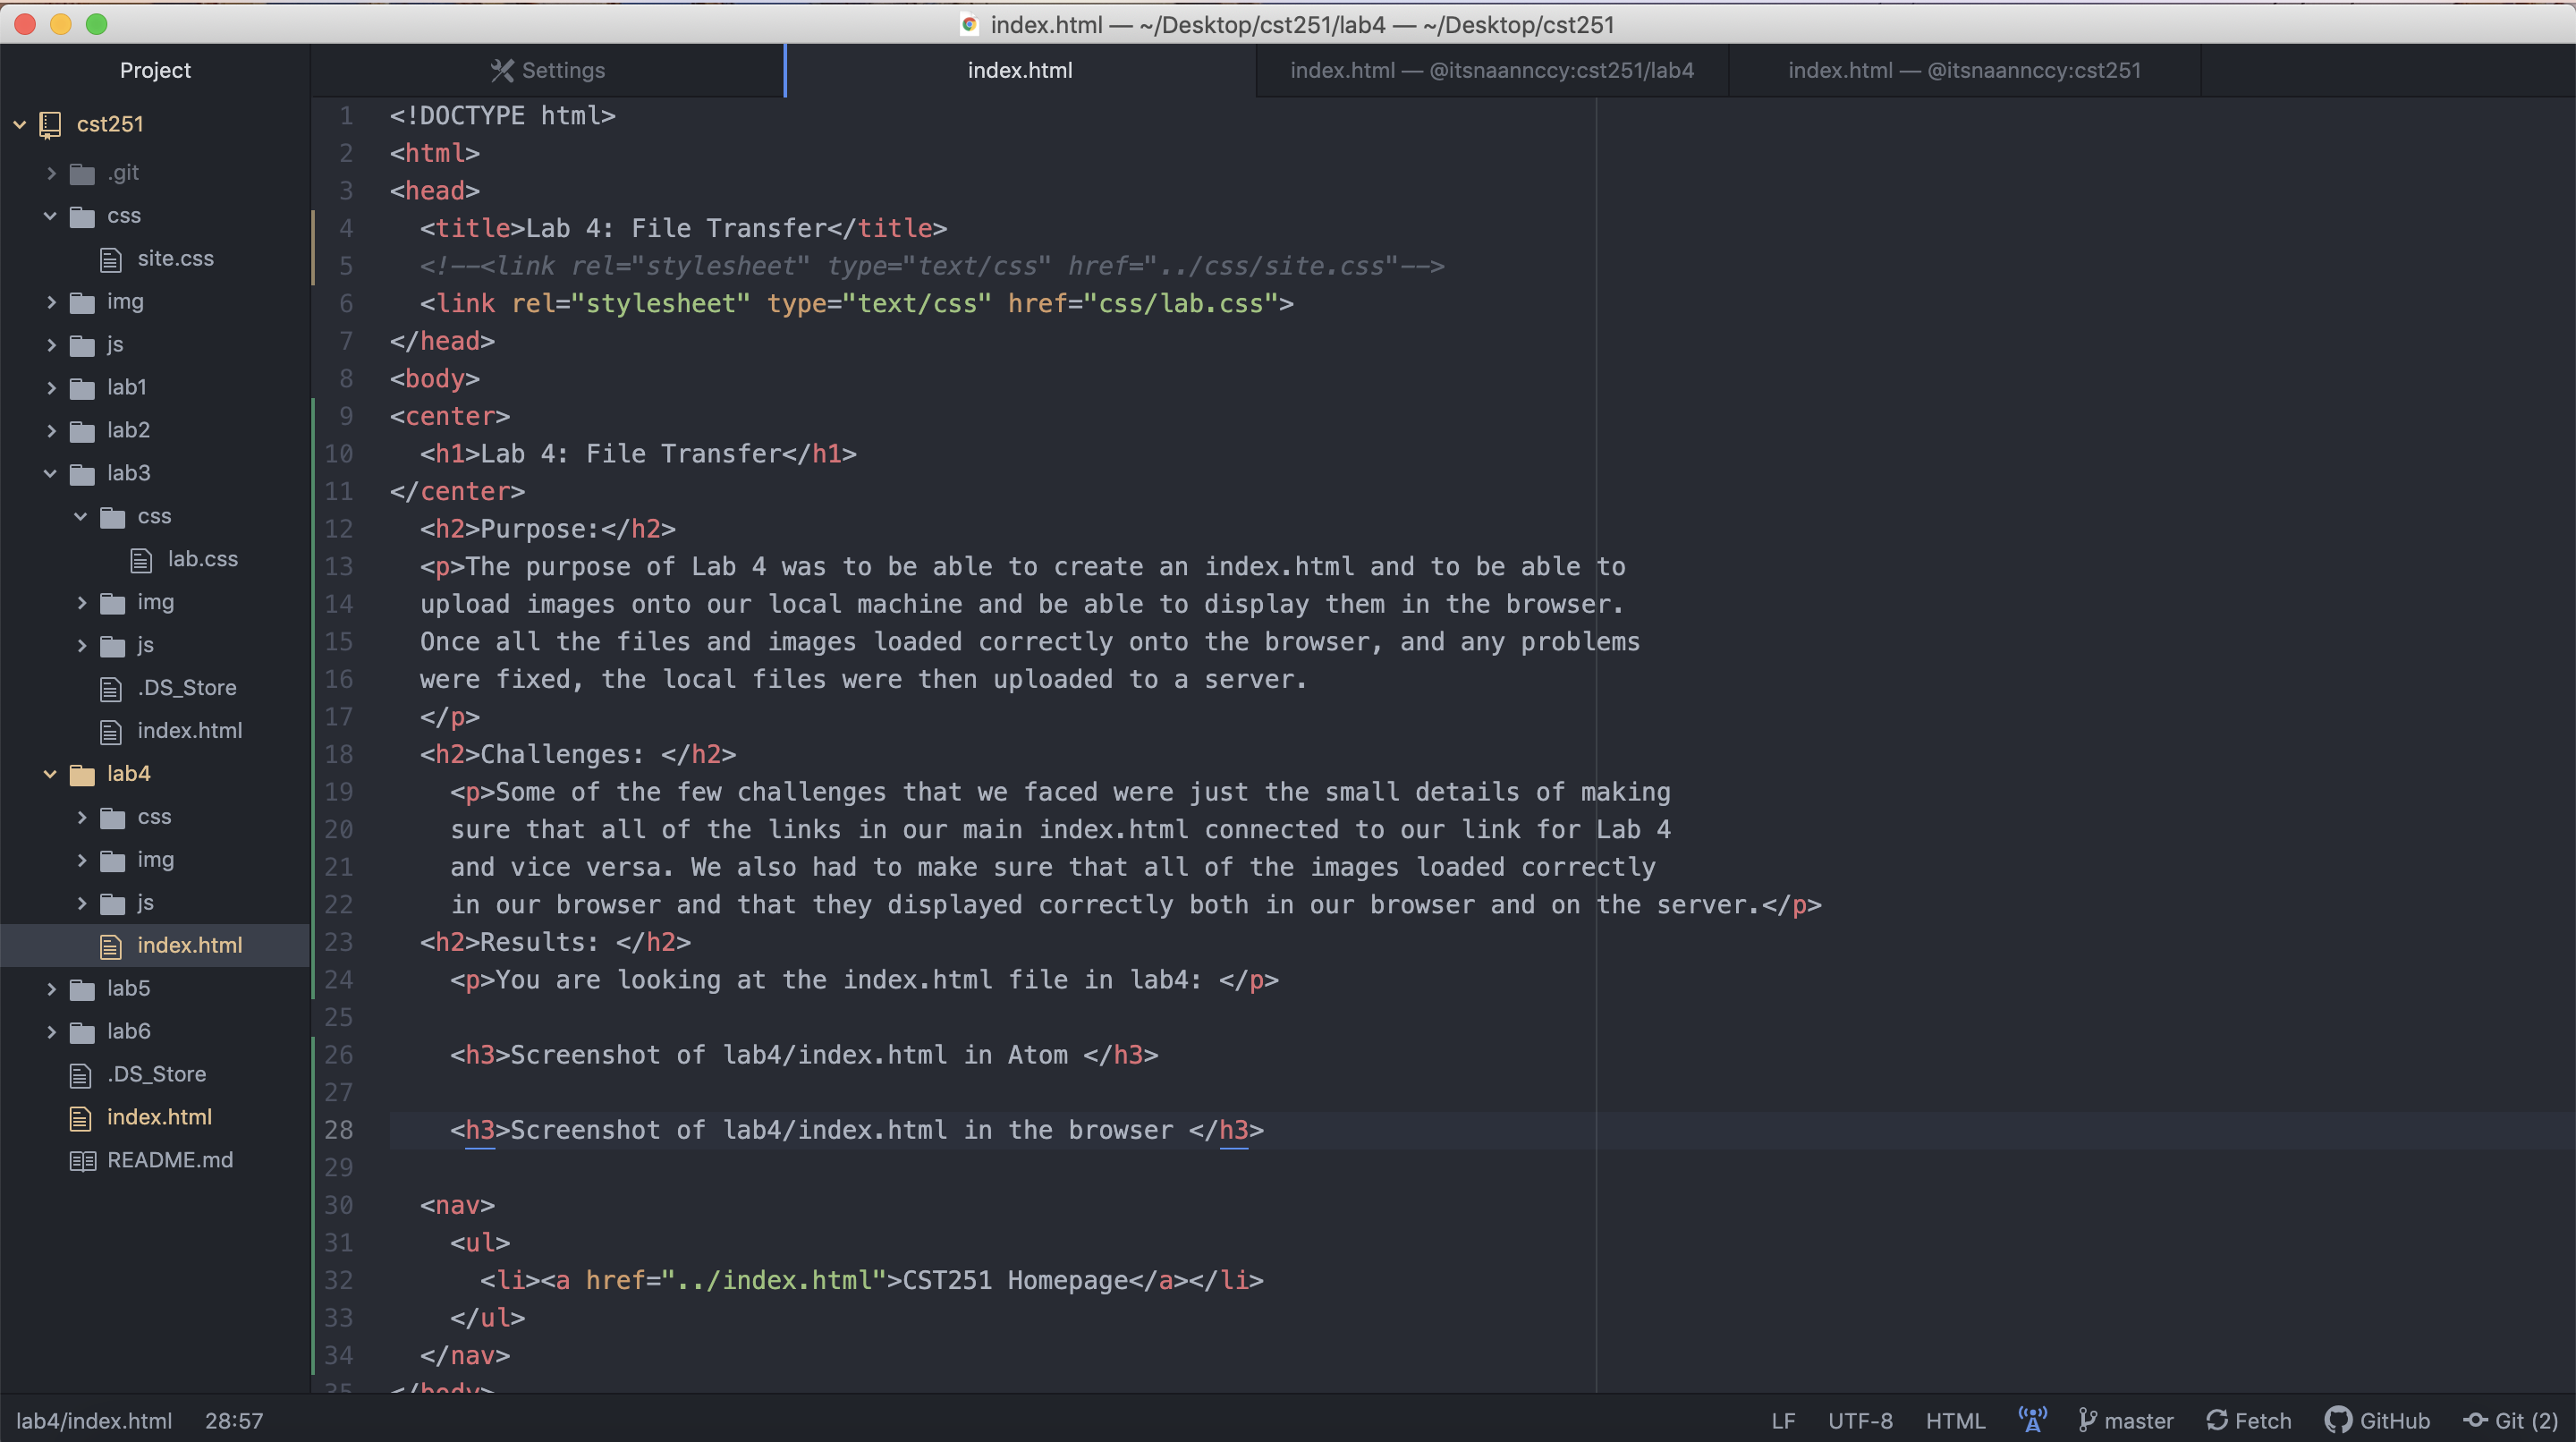 index.html — ~/Desktop/cst251/lab4 — ~/Desktop/cst251
Project
Settings
index.html
index.html — @itsnaannccy:cst251/lab4
index.html — @itsnaannccy:cst251
cst251
.git
css
site.css
img
js
lab1
lab2
lab3
css
lab.css
img
js
.DS_Store
index.html
lab4
css
img
js
index.html
lab5
lab6
.DS_Store
index.html
README.md
1 <!DOCTYPE html>
2 <html>
3 <head>
4   <title>Lab 4: File Transfer</title>
5   <!--<link rel="stylesheet" type="text/css" href="../css/site.css"-->
6   <link rel="stylesheet" type="text/css" href="css/lab.css">
7 </head>
8 <body>
9 <center>
10   <h1>Lab 4: File Transfer</h1>
11 </center>
12   <h2>Purpose:</h2>
13   <p>The purpose of Lab 4 was to be able to create an index.html and to be able to
14   upload images onto our local machine and be able to display them in the browser.
15   Once all the files and images loaded correctly onto the browser, and any problems
16   were fixed, the local files were then uploaded to a server.
17   </p>
18   <h2>Challenges: </h2>
19     <p>Some of the few challenges that we faced were just the small details of making
20     sure that all of the links in our main index.html connected to our link for Lab 4
21     and vice versa. We also had to make sure that all of the images loaded correctly
22     in our browser and that they displayed correctly both in our browser and on the server.</p>
23   <h2>Results: </h2>
24     <p>You are looking at the index.html file in lab4: </p>
25
26     <h3>Screenshot of lab4/index.html in Atom </h3>
27
28     <h3>Screenshot of lab4/index.html in the browser </h3>
29
30   <nav>
31     <ul>
32       <li><a href="../index.html">CST251 Homepage</a></li>
33     </ul>
34   </nav>
35 </body>
lab4/index.html 28:57
LF UTF-8 HTML master Fetch GitHub Git (2)